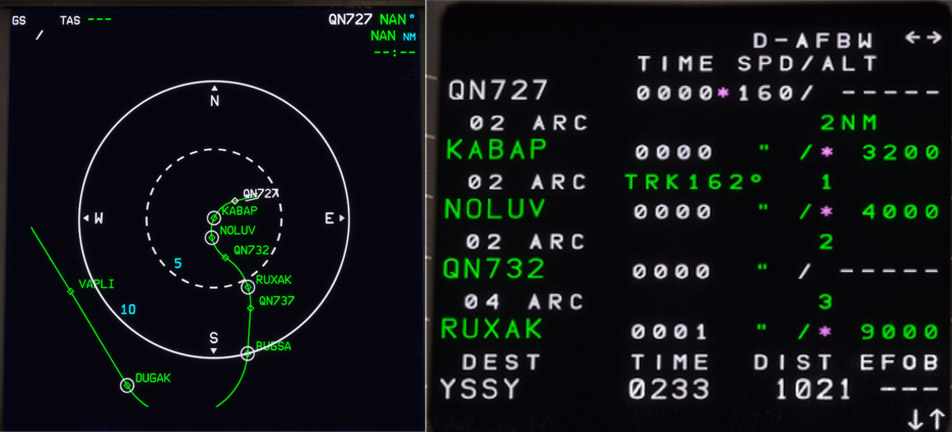 GS TAS --- QN727 NAN°
/ NAN NM
--:--
N
QN727
KABAP
W E
NOLUV
QN732
5
RUXAK
VAPLI
QN737
10
S
BUGSA
DUGAK
D-AFBW ←→
TIME SPD/ALT
QN727 0000*160/ -----
02 ARC 2NM
KABAP 0000 " /* 3200
02 ARC TRK162° 1
NOLUV 0000 " /* 4000
02 ARC 2
QN732 0000 " / -----
04 ARC 3
RUXAK 0001 " /* 9000
DEST TIME DIST EFOB
YSSY 0233 1021 ---
↓↑